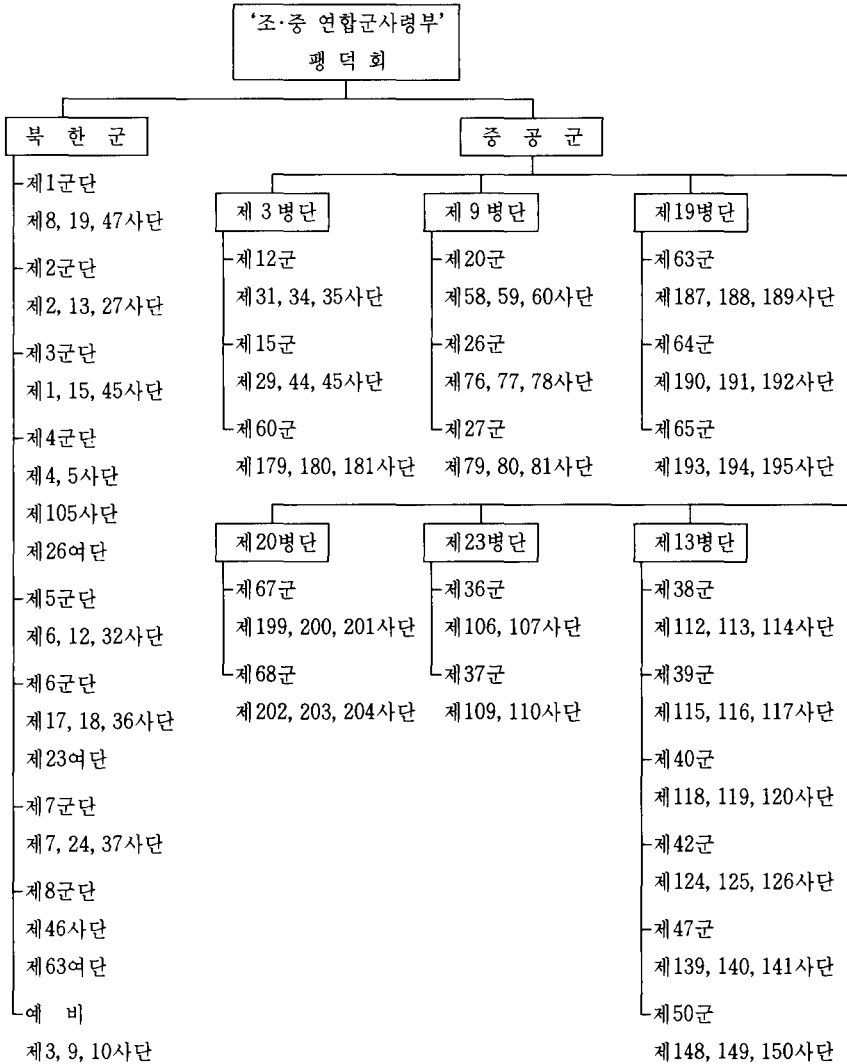 ‘조·중 연합군사령부’
팽 덕 회
북 한 군
제1군단
제8, 19, 47사단
제2군단
제2, 13, 27사단
제3군단
제1, 15, 45사단
제4군단
제4, 5사단
제105사단
제26여단
제5군단
제6, 12, 32사단
제6군단
제17, 18, 36사단
제23여단
제7군단
제7, 24, 37사단
제8군단
제46사단
제63여단
예 비
제3, 9, 10사단
중 공 군
제 3 병단
제12군
제31, 34, 35사단
제15군
제29, 44, 45사단
제60군
제179, 180, 181사단
제 9 병단
제20군
제58, 59, 60사단
제26군
제76, 77, 78사단
제27군
제79, 80, 81사단
제19병단
제63군
제187, 188, 189사단
제64군
제190, 191, 192사단
제65군
제193, 194, 195사단
제20병단
제67군
제199, 200, 201사단
제68군
제202, 203, 204사단
제23병단
제36군
제106, 107사단
제37군
제109, 110사단
제13병단
제38군
제112, 113, 114사단
제39군
제115, 116, 117사단
제40군
제118, 119, 120사단
제42군
제124, 125, 126사단
제47군
제139, 140, 141사단
제50군
제148, 149, 150사단